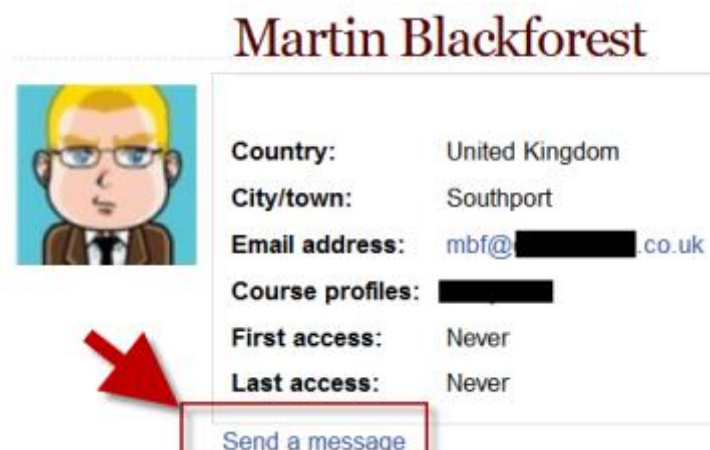 Martin Blackforest
Country: United Kingdom
City/town: Southport
Email address: mbf@ .co.uk
Course profiles:
First access: Never
Last access: Never
Send a message